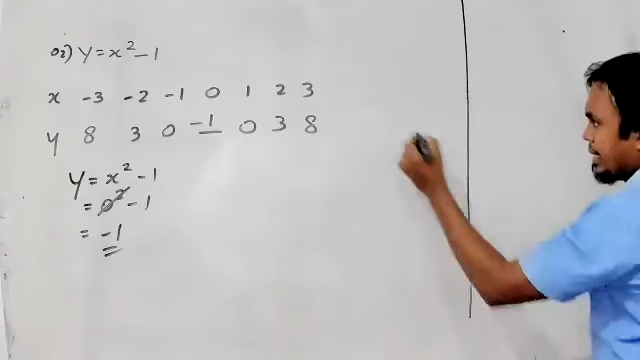 02) y = x² - 1
x -3 -2 -1 0 1 2 3
y 8 3 0 -1 0 3 8
y = x² - 1
= 0² - 1
= -1